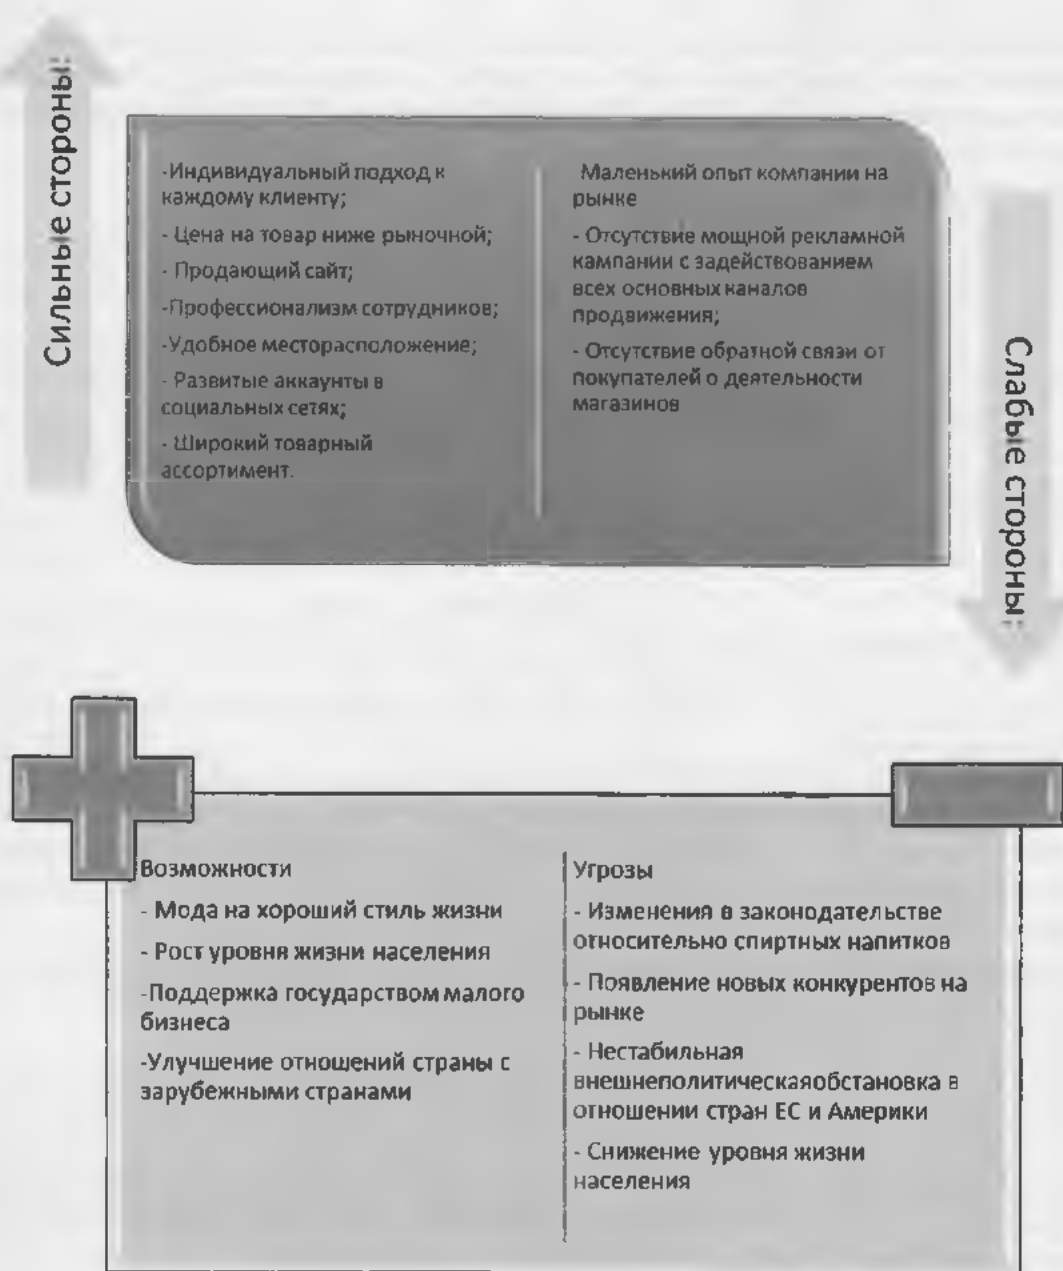 Сильные стороны:
-Индивидуальный подход к
каждому клиенту;
- Цена на товар ниже рыночной;
- Продающий сайт;
-Профессионализм сотрудников;
-Удобное месторасположение;
- Развитые аккаунты в
социальных сетях;
- Широкий товарный
ассортимент.
Маленький опыт компании на
рынке
- Отсутствие мощной рекламной
кампании с задействованием
всех основных каналов
продвижения;
- Отсутствие обратной связи от
покупателей о деятельности
магазинов
Слабые стороны:
Возможности
- Мода на хороший стиль жизни
- Рост уровня жизни населения
-Поддержка государством малого
бизнеса
-Улучшение отношений страны с
зарубежными странами
Угрозы
- Изменения в законодательстве
относительно спиртных напитков
- Появление новых конкурентов на
рынке
- Нестабильная
внешнеполитическаяобстановка в
отношении стран ЕС и Америки
- Снижение уровня жизни
населения